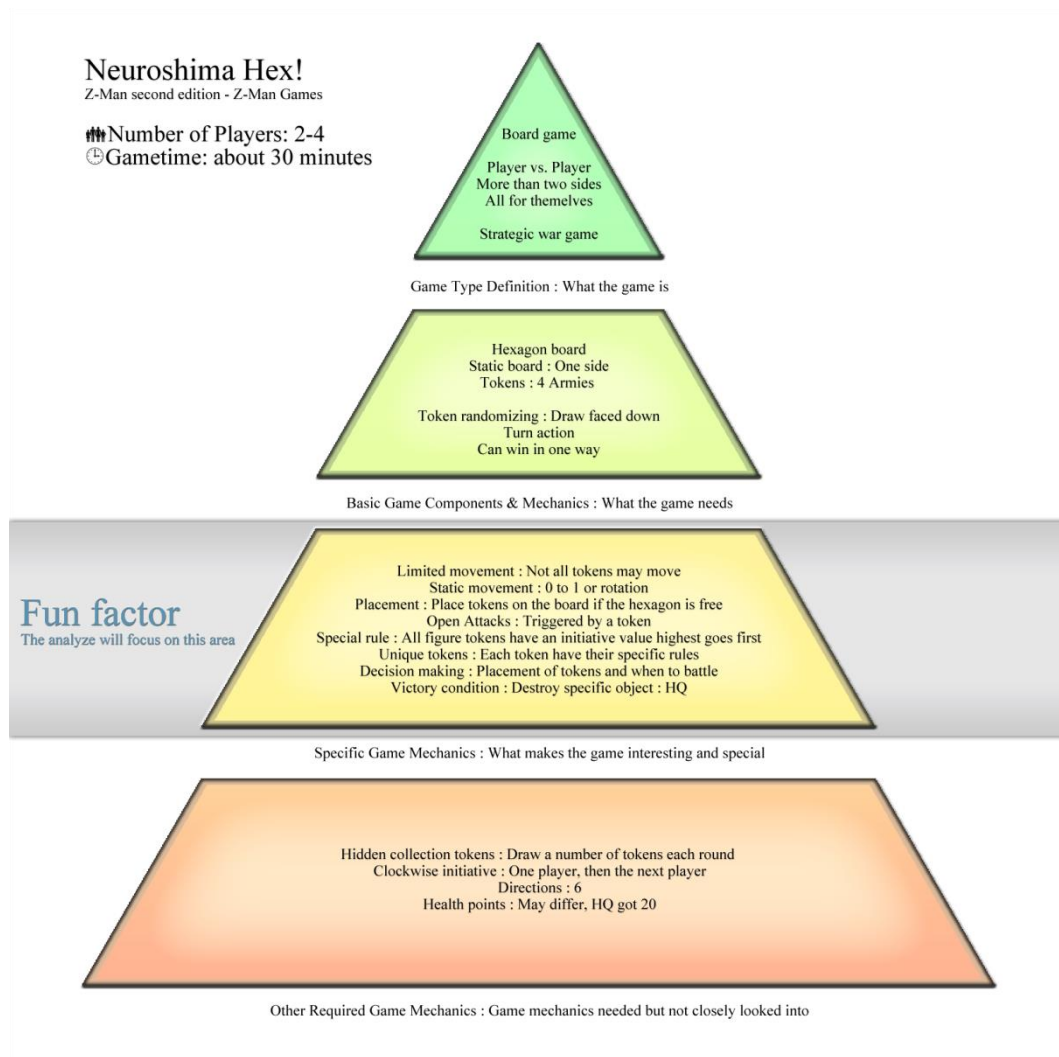 Neuroshima Hex!
Z-Man second edition - Z-Man Games
Number of Players: 2-4
Gametime: about 30 minutes
Board game
Player vs. Player
More than two sides
All for themelves
Strategic war game
Game Type Definition : What the game is
Hexagon board
Static board : One side
Tokens : 4 Armies
Token randomizing : Draw faced down
Turn action
Can win in one way
Basic Game Components & Mechanics : What the game needs
Fun factor
The analyze will focus on this area
Limited movement : Not all tokens may move
Static movement : 0 to 1 or rotation
Placement : Place tokens on the board if the hexagon is free
Open Attacks : Triggered by a token
Special rule : All figure tokens have an initiative value highest goes first
Unique tokens : Each token have their specific rules
Decision making : Placement of tokens and when to battle
Victory condition : Destroy specific object : HQ
Specific Game Mechanics : What makes the game interesting and special
Hidden collection tokens : Draw a number of tokens each round
Clockwise initiative : One player, then the next player
Directions : 6
Health points : May differ, HQ got 20
Other Required Game Mechanics : Game mechanics needed but not closely looked into